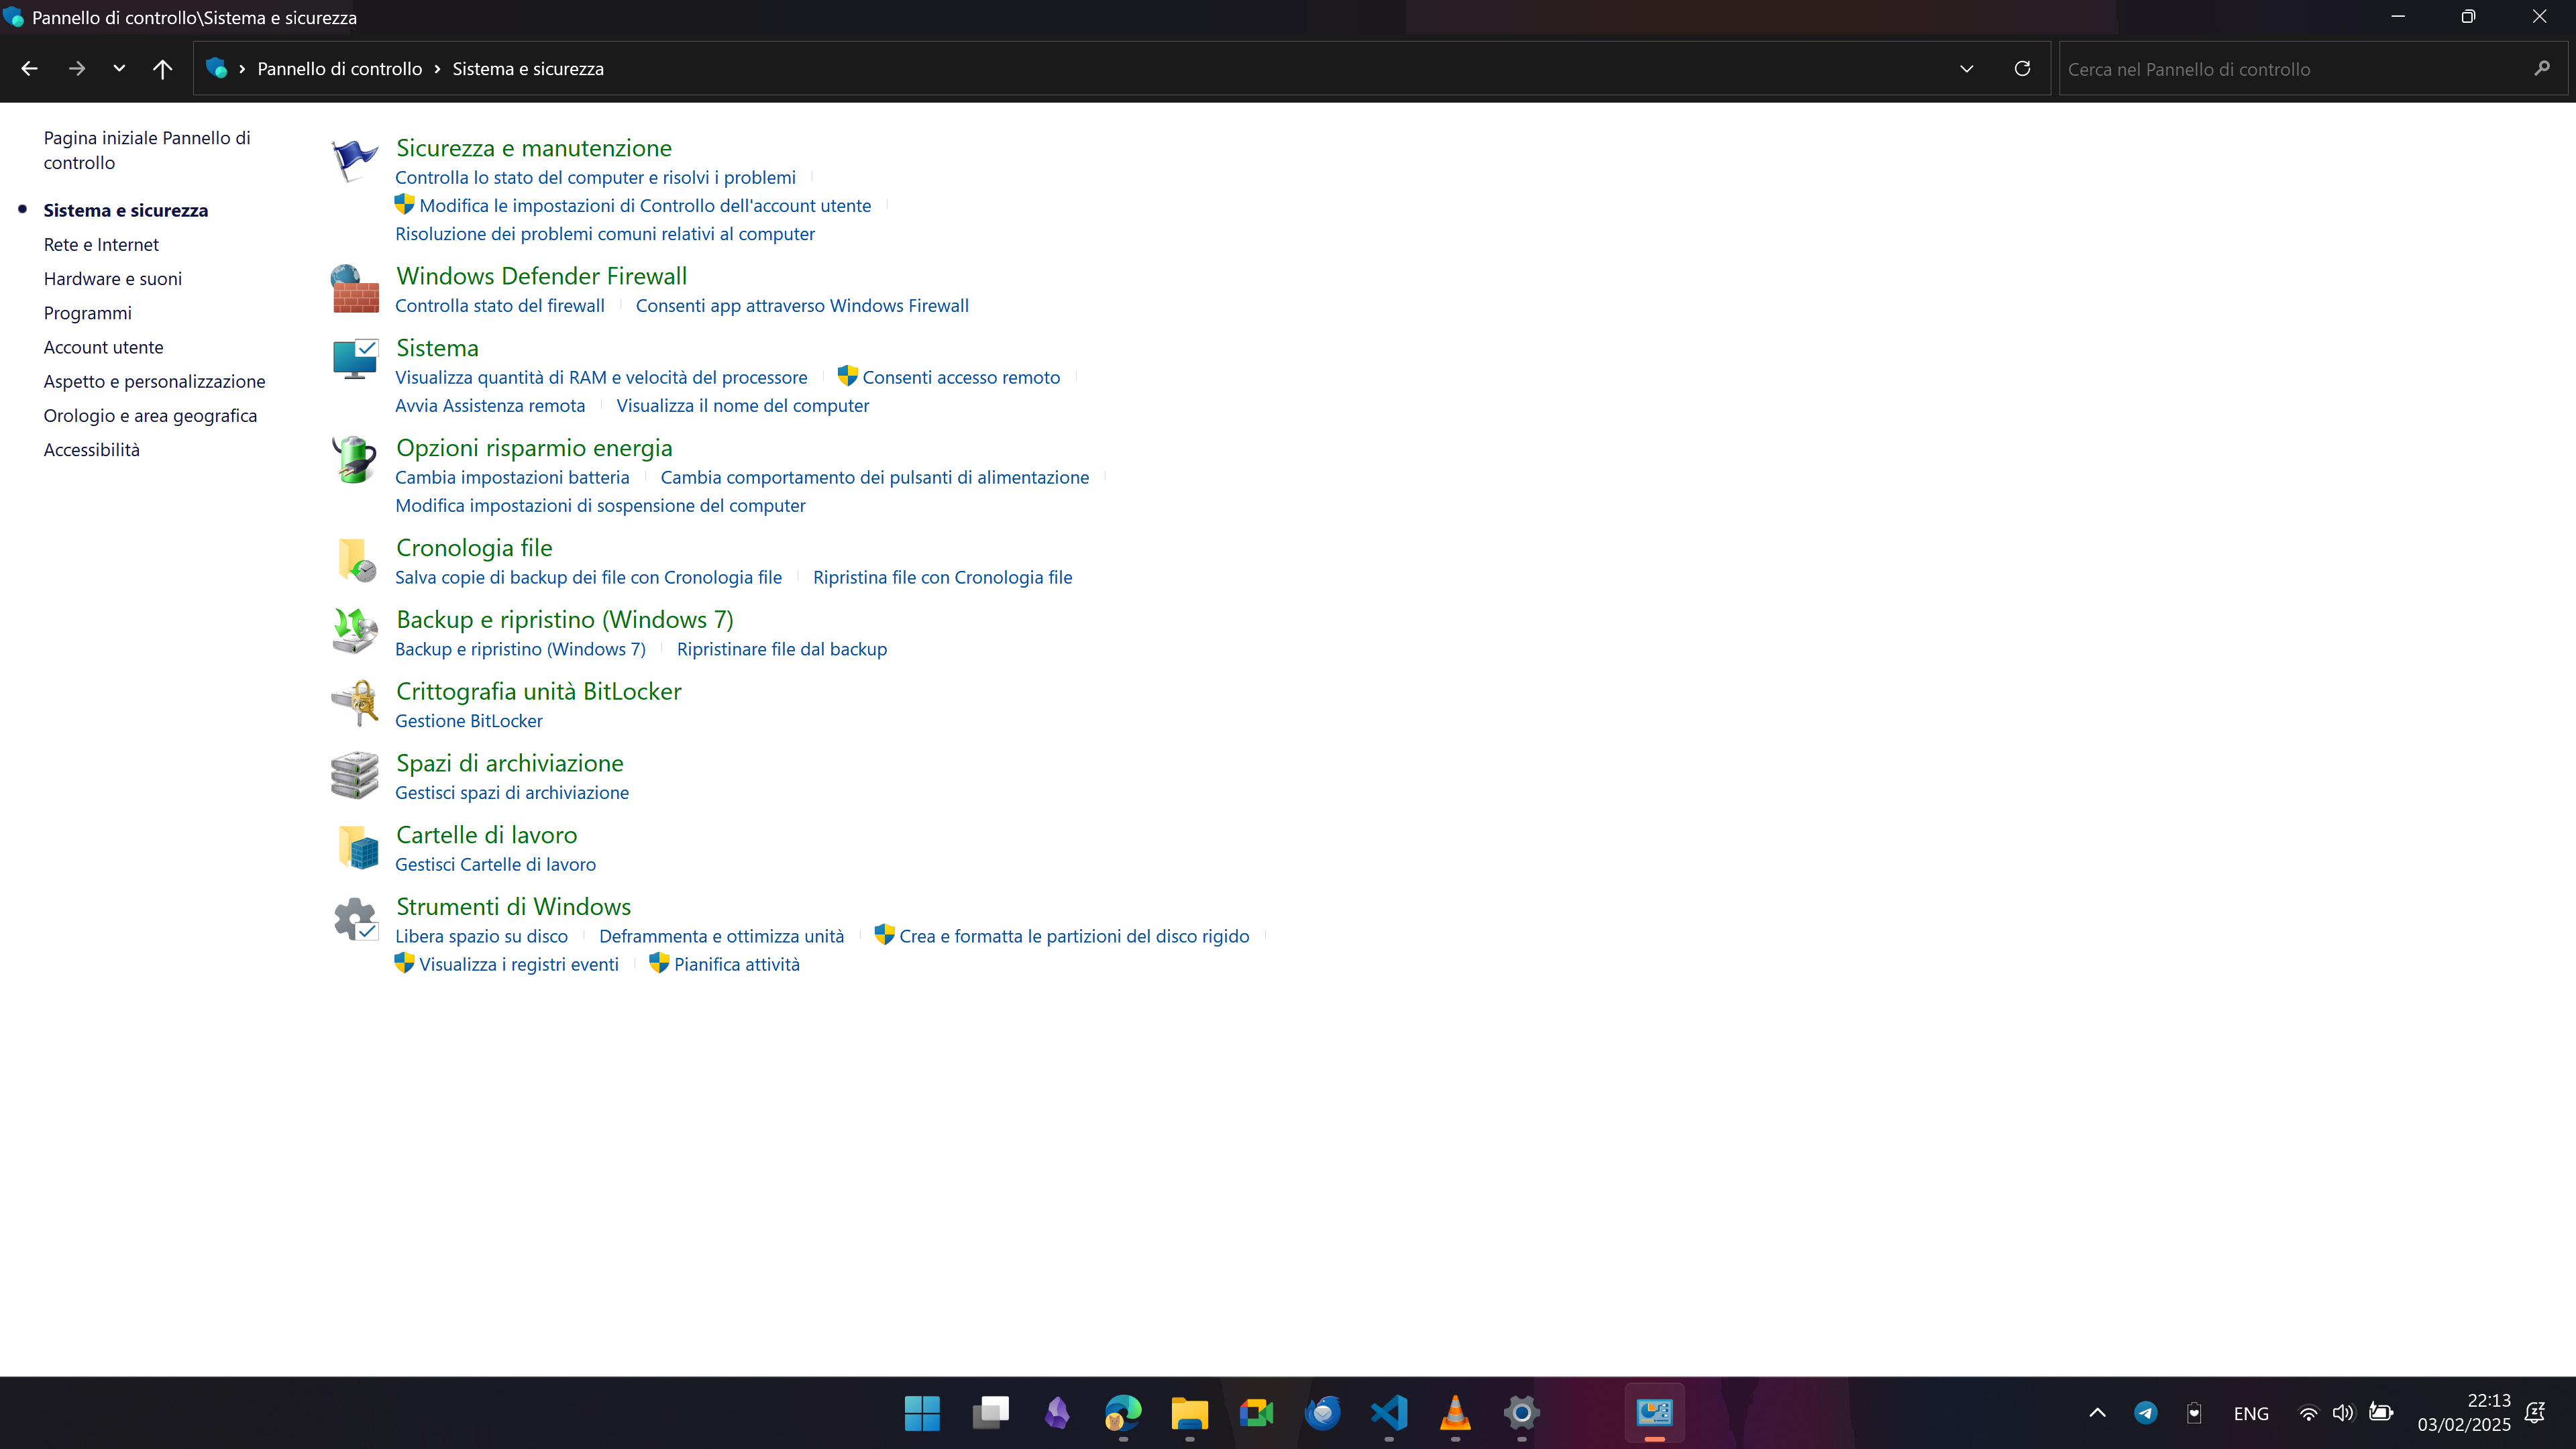 Pannello di controllo\Sistema e sicurezza
Pannello di controllo › Sistema e sicurezza
Cerca nel Pannello di controllo
Pagina iniziale Pannello di
controllo
Sistema e sicurezza
Rete e Internet
Hardware e suoni
Programmi
Account utente
Aspetto e personalizzazione
Orologio e area geografica
Accessibilità
Sicurezza e manutenzione
Controlla lo stato del computer e risolvi i problemi
Modifica le impostazioni di Controllo dell'account utente
Risoluzione dei problemi comuni relativi al computer
Windows Defender Firewall
Controlla stato del firewall Consenti app attraverso Windows Firewall
Sistema
Visualizza quantità di RAM e velocità del processore Consenti accesso remoto
Avvia Assistenza remota Visualizza il nome del computer
Opzioni risparmio energia
Cambia impostazioni batteria Cambia comportamento dei pulsanti di alimentazione
Modifica impostazioni di sospensione del computer
Cronologia file
Salva copie di backup dei file con Cronologia file Ripristina file con Cronologia file
Backup e ripristino (Windows 7)
Backup e ripristino (Windows 7) Ripristinare file dal backup
Crittografia unità BitLocker
Gestione BitLocker
Spazi di archiviazione
Gestisci spazi di archiviazione
Cartelle di lavoro
Gestisci Cartelle di lavoro
Strumenti di Windows
Libera spazio su disco Deframmenta e ottimizza unità Crea e formatta le partizioni del disco rigido
Visualizza i registri eventi Pianifica attività
ENG
22:13
03/02/2025